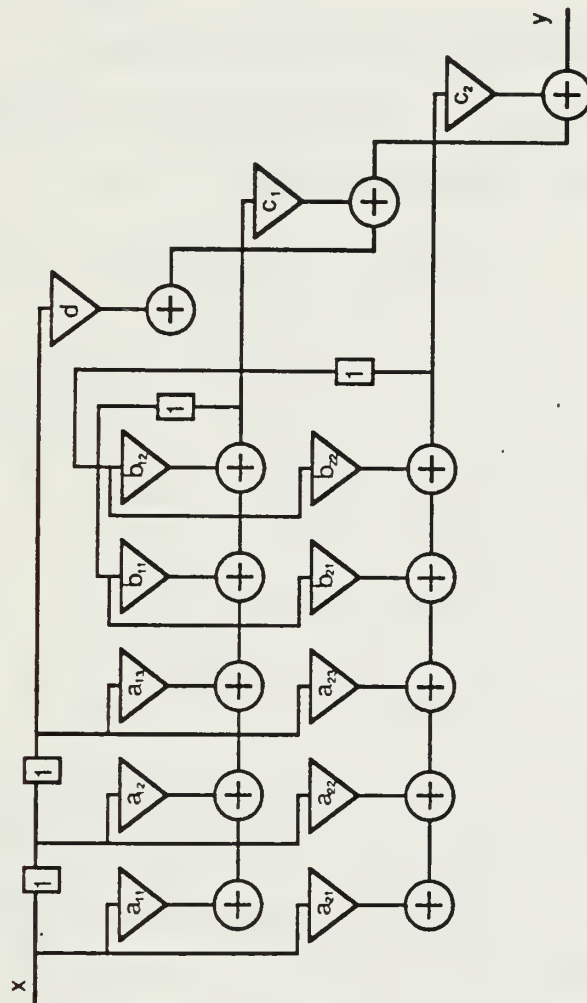 y
c₂
c₁
d
1
1
b₁₂ b₂₂
b₁₁ b₂₁
a₁₃ a₂₃
1
a₁₂ a₂₂
1
a₁₁ a₂₁
x